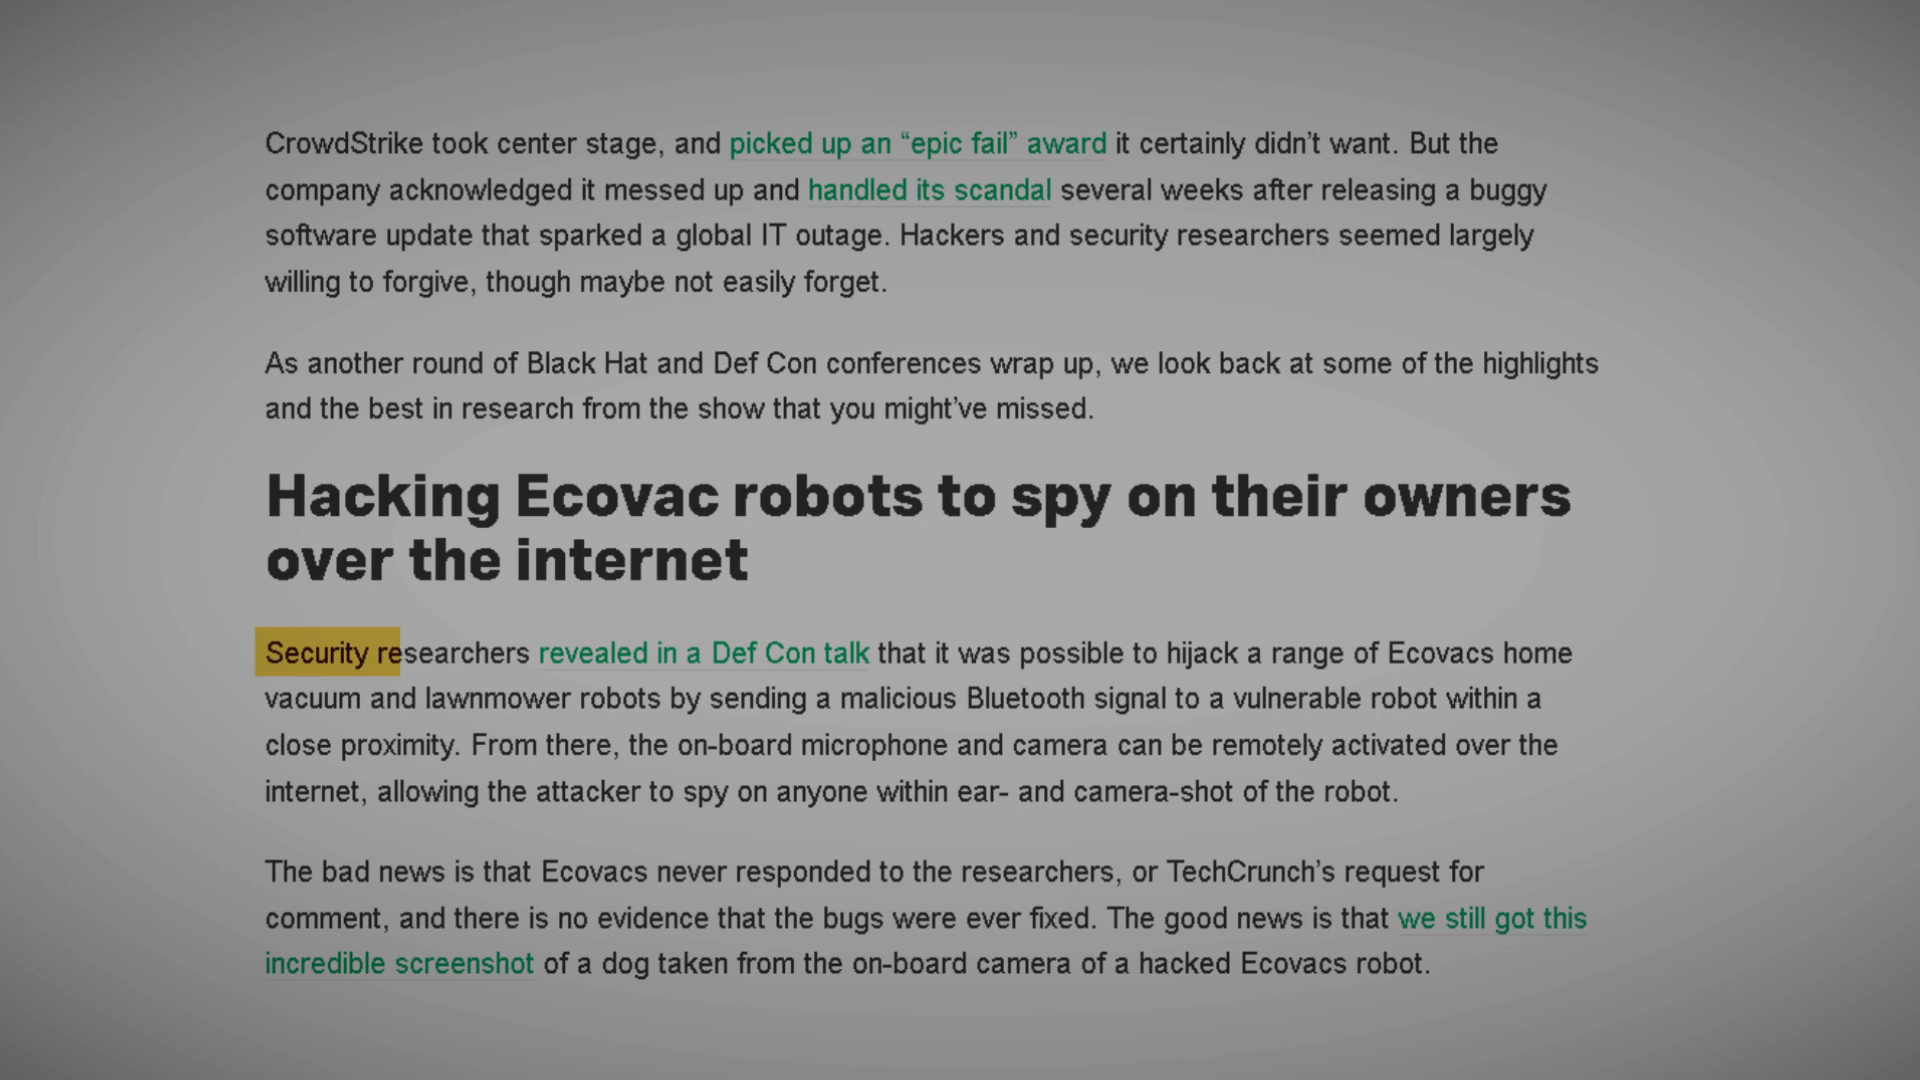 CrowdStrike took center stage, and picked up an “epic fail” award it certainly didn’t want. But the
company acknowledged it messed up and handled its scandal several weeks after releasing a buggy
software update that sparked a global IT outage. Hackers and security researchers seemed largely
willing to forgive, though maybe not easily forget.
As another round of Black Hat and Def Con conferences wrap up, we look back at some of the highlights
and the best in research from the show that you might’ve missed.
Hacking Ecovac robots to spy on their owners
over the internet
Security researchers revealed in a Def Con talk that it was possible to hijack a range of Ecovacs home
vacuum and lawnmower robots by sending a malicious Bluetooth signal to a vulnerable robot within a
close proximity. From there, the on-board microphone and camera can be remotely activated over the
internet, allowing the attacker to spy on anyone within ear- and camera-shot of the robot.
The bad news is that Ecovacs never responded to the researchers, or TechCrunch’s request for
comment, and there is no evidence that the bugs were ever fixed. The good news is that we still got this
incredible screenshot of a dog taken from the on-board camera of a hacked Ecovacs robot.